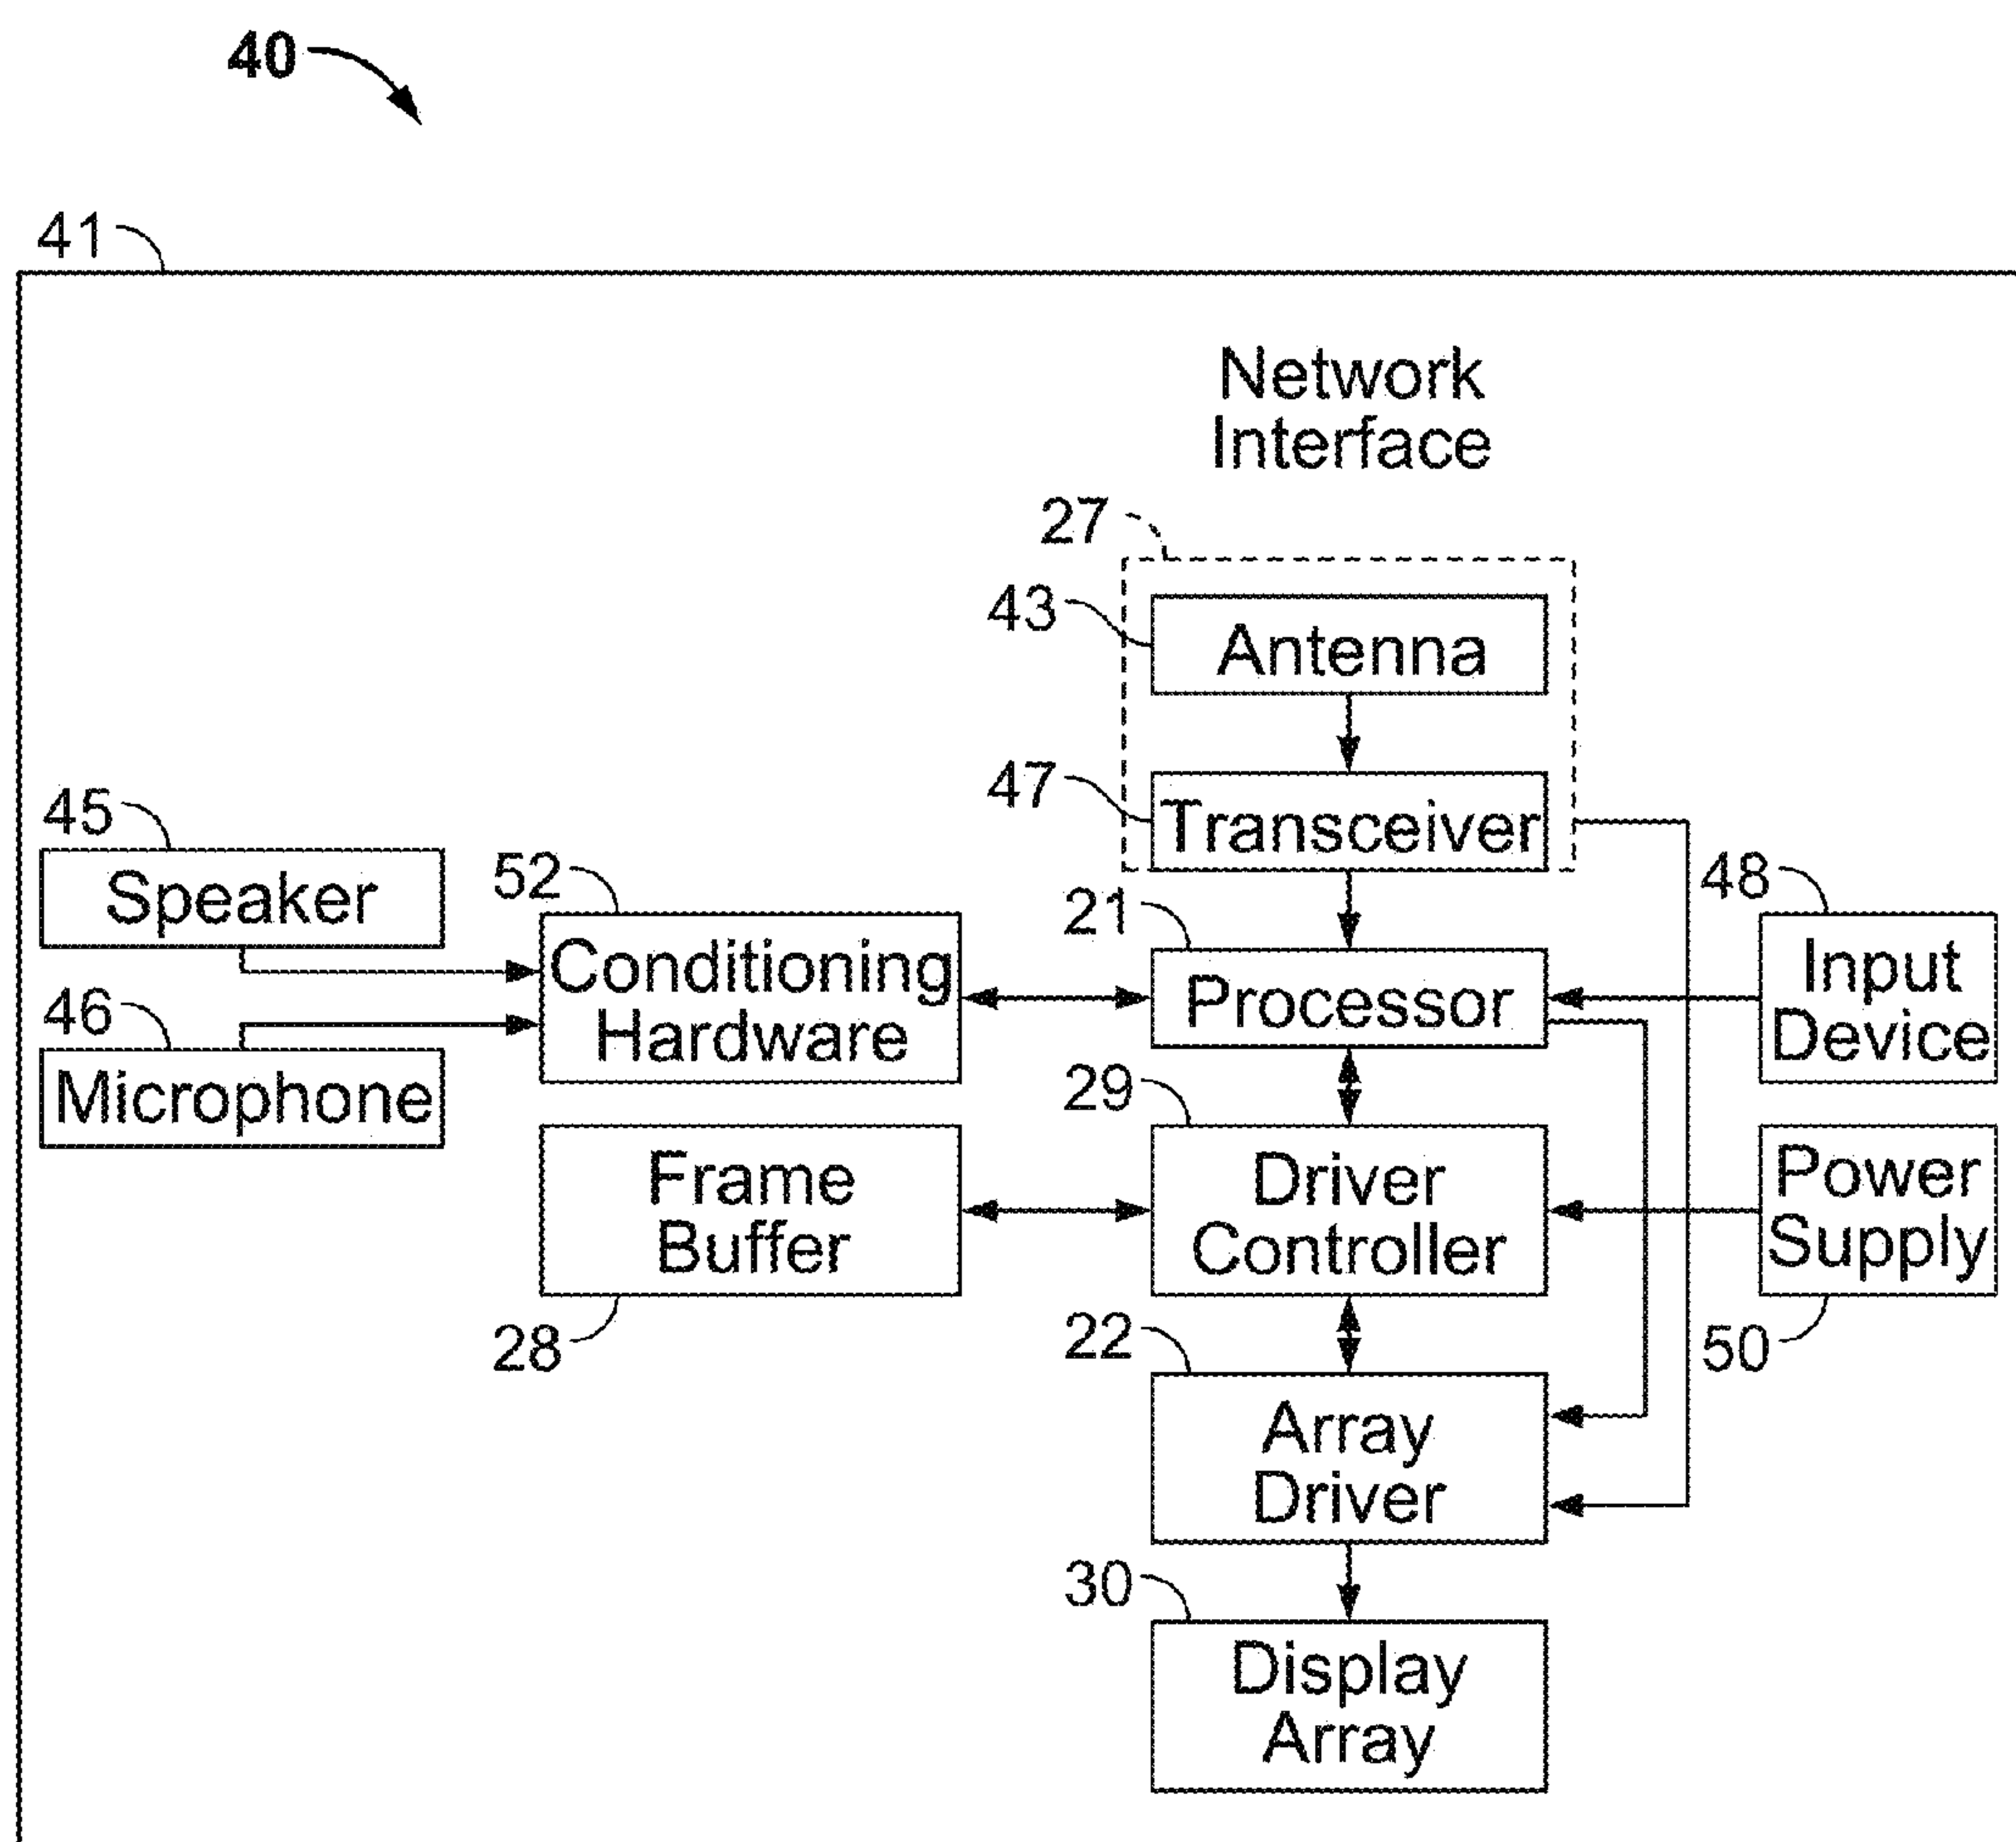 40
41
Network
Interface
27
43
Antenna
47
Transceiver
45
Speaker
52
Conditioning
Hardware
21
Processor
48
Input
Device
46
Microphone
29
Driver
Controller
Frame
Buffer
28
Power
Supply
50
22
Array
Driver
30
Display
Array